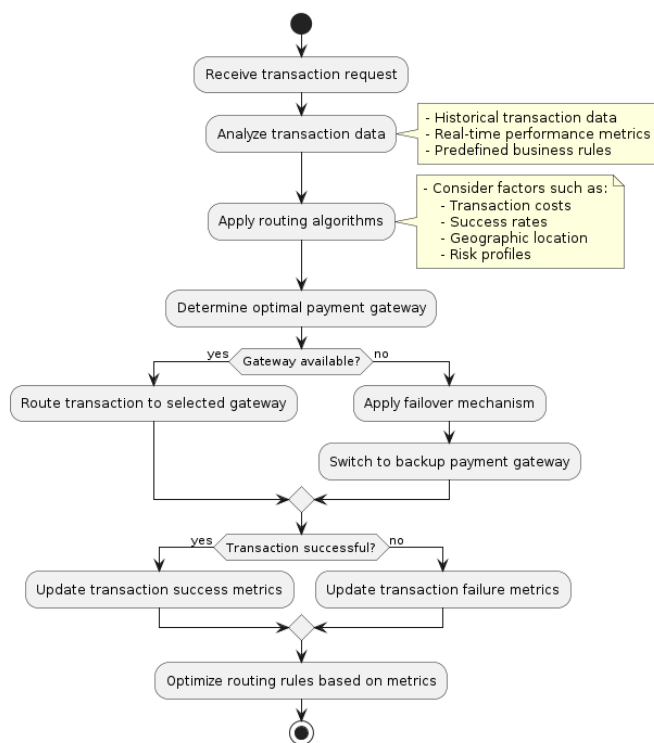 Receive transaction request
Analyze transaction data
- Historical transaction data
- Real-time performance metrics
- Predefined business rules
Apply routing algorithms
- Consider factors such as:
- Transaction costs
- Success rates
- Geographic location
- Risk profiles
Determine optimal payment gateway
yes
Gateway available?
no
Route transaction to selected gateway
Apply failover mechanism
Switch to backup payment gateway
yes
Transaction successful?
no
Update transaction success metrics
Update transaction failure metrics
Optimize routing rules based on metrics